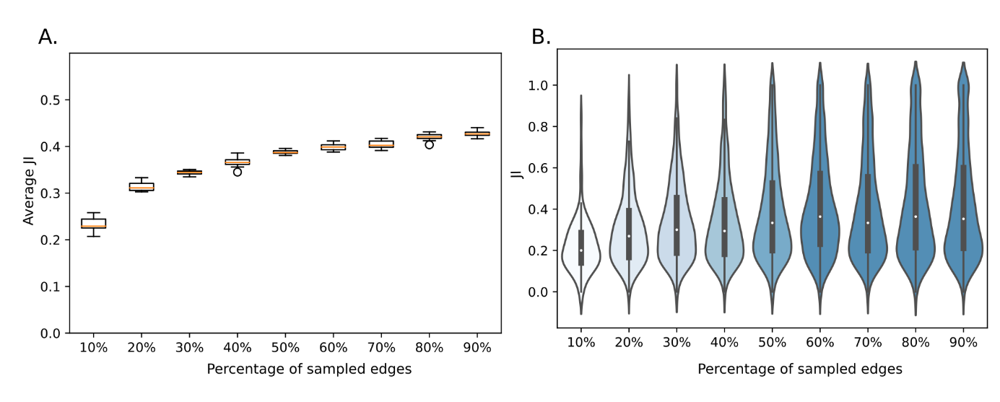 A.
0.5
0.4
0.3
0.2
0.1
0.0
Average JI
10% 20% 30% 40% 50% 60% 70% 80% 90%
Percentage of sampled edges
B.
1.0
0.8
0.6
0.4
0.2
0.0
JI
10% 20% 30% 40% 50% 60% 70% 80% 90%
Percentage of sampled edges